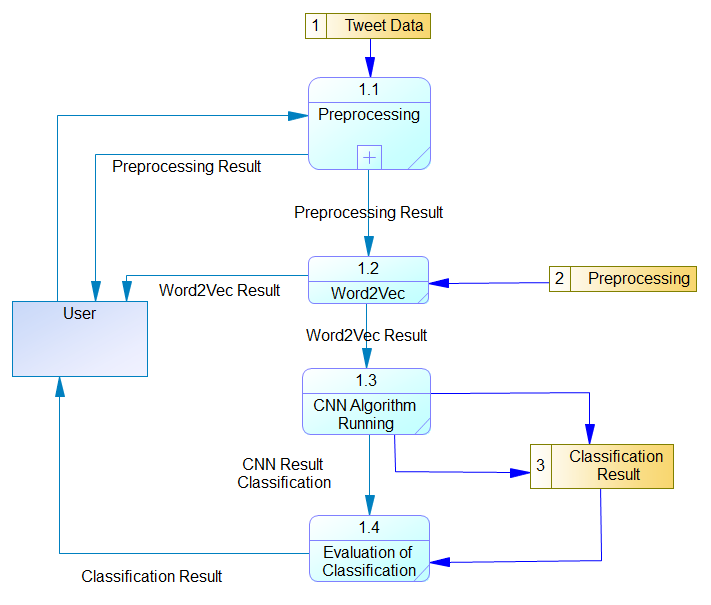 1 Tweet Data
1.1
Preprocessing
Preprocessing Result
Preprocessing Result
1.2
Word2Vec
2 Preprocessing
Word2Vec Result
User
Word2Vec Result
1.3
CNN Algorithm
Running
3 Classification
Result
CNN Result
Classification
1.4
Evaluation of
Classification
Classification Result